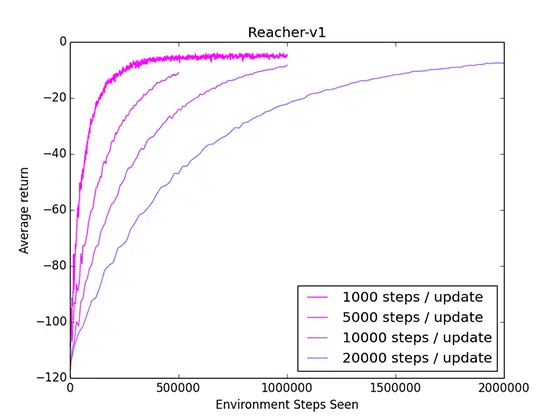 Reacher-v1
0
−20
−40
−60
−80
−100
−120
Average return
1000 steps / update
5000 steps / update
10000 steps / update
20000 steps / update
0
500000
1000000
1500000
2000000
Environment Steps Seen